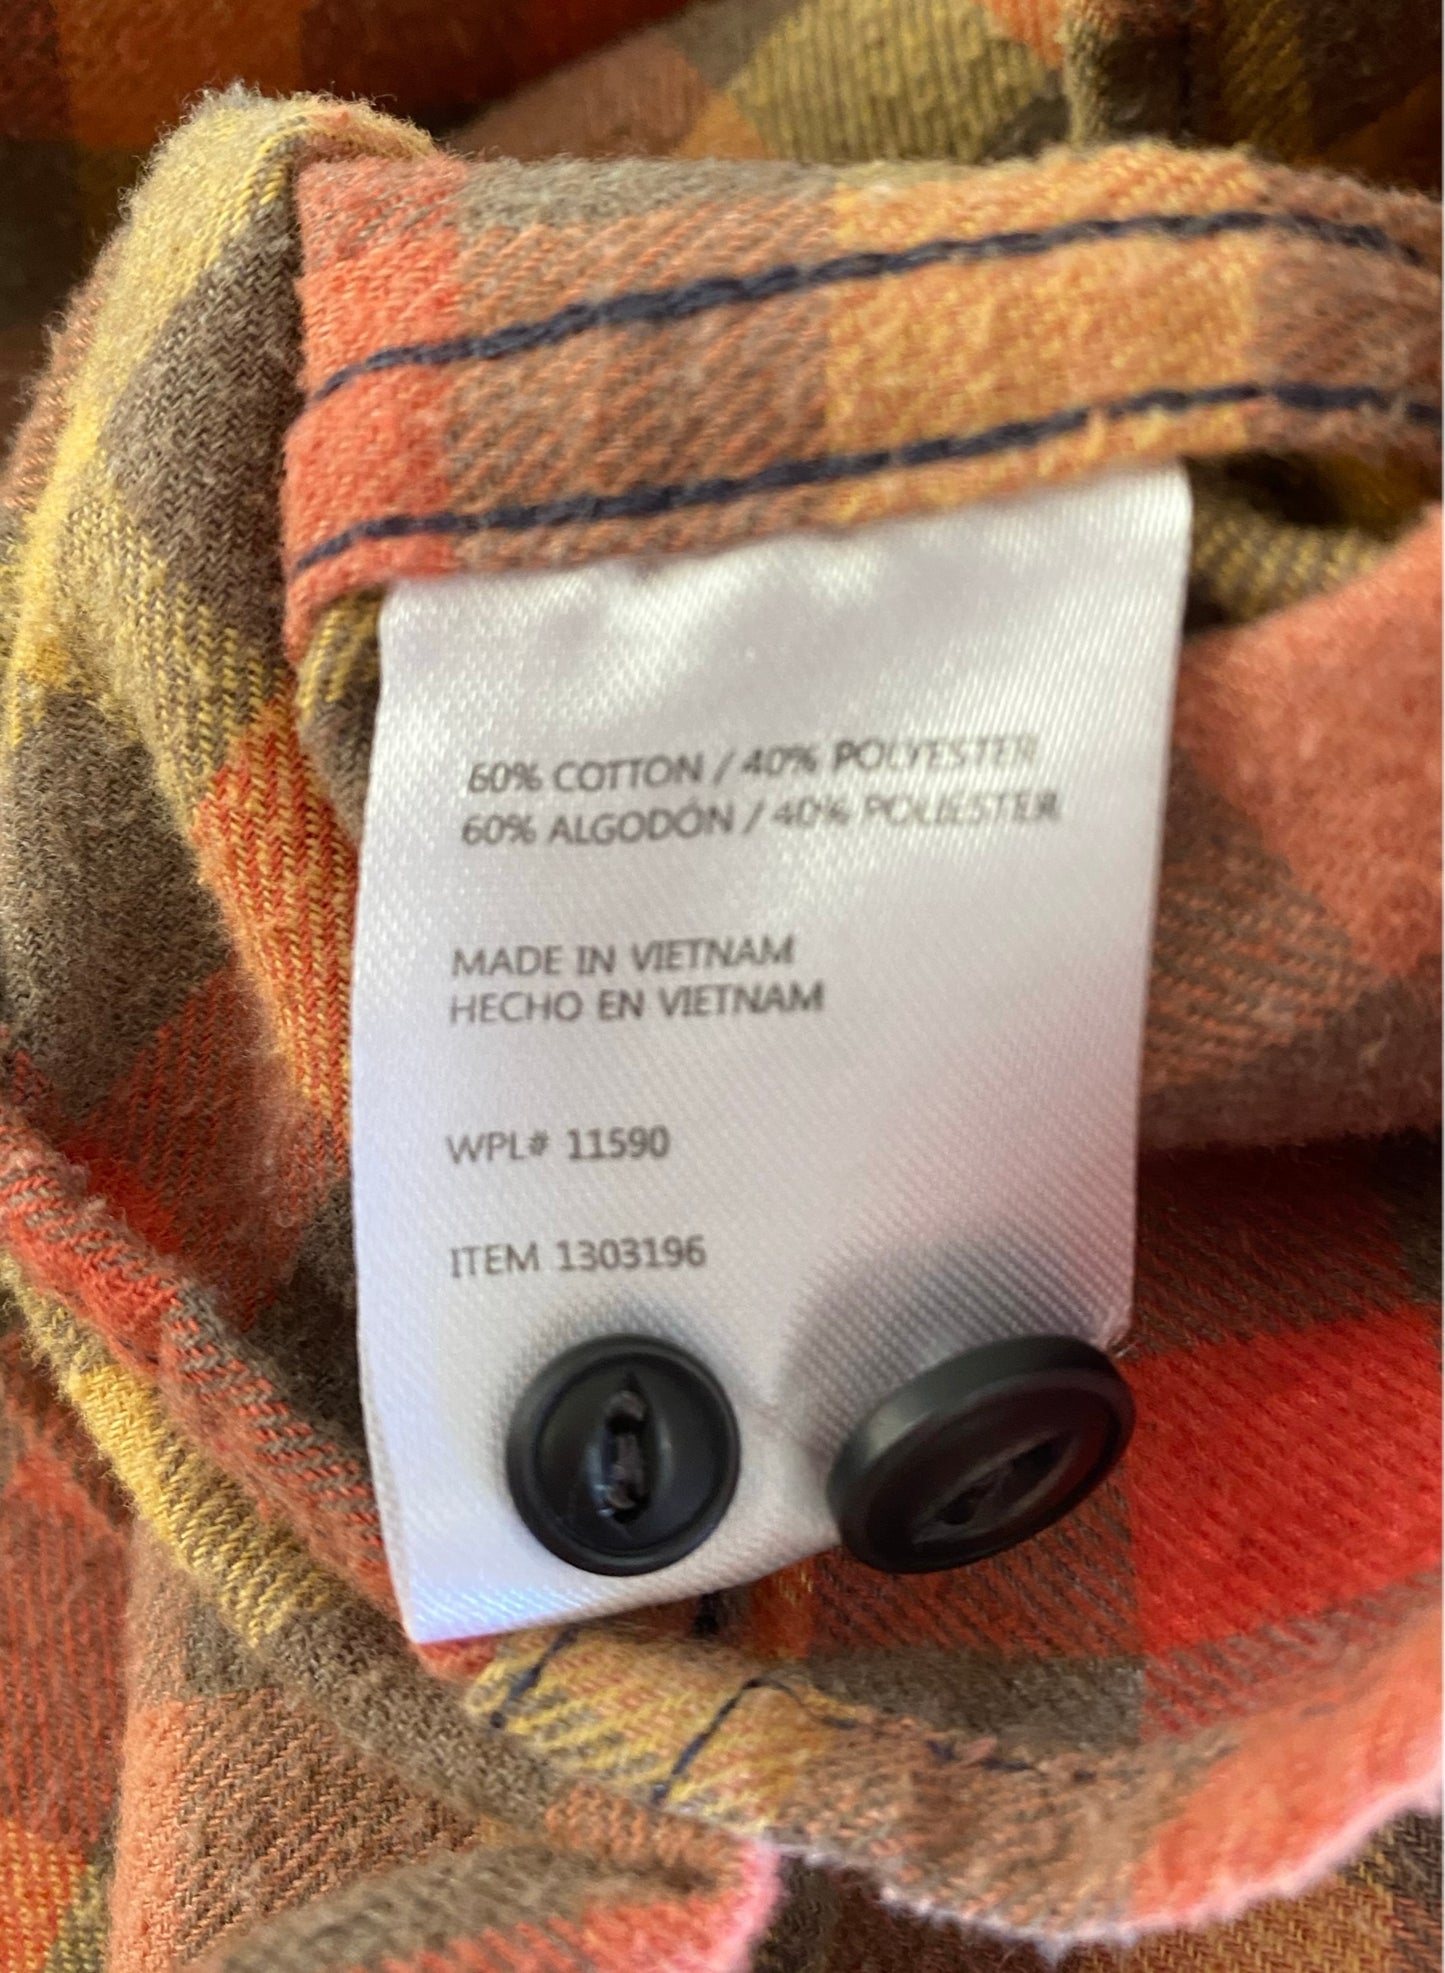 60% COTTON / 40% POLYESTER
60% ALGODÓN / 40% POLIESTER
MADE IN VIETNAM
HECHO EN VIETNAM
WPL# 11590
ITEM 1303196